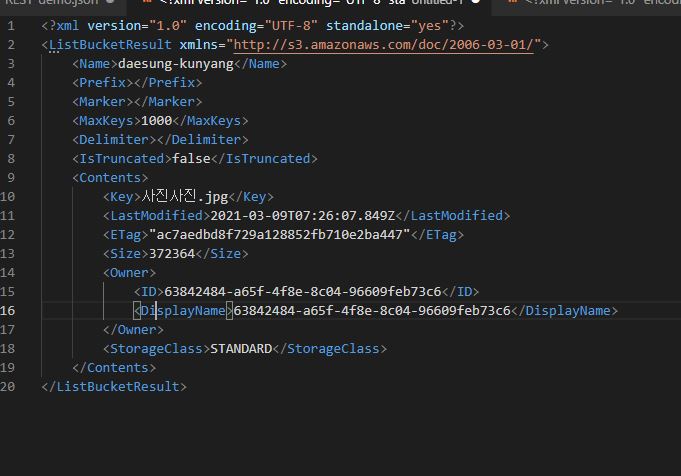 REST demo.json
<?xml version="1.0" encoding="UTF-8" sta Untitled-1
<?xml version="1.0" encod
1 <?xml version="1.0" encoding="UTF-8" standalone="yes"?>
2 <ListBucketResult xmlns="http://s3.amazonaws.com/doc/2006-03-01/">
3 <Name>daesung-kunyang</Name>
4 <Prefix></Prefix>
5 <Marker></Marker>
6 <MaxKeys>1000</MaxKeys>
7 <Delimiter></Delimiter>
8 <IsTruncated>false</IsTruncated>
9 <Contents>
10 <Key>사진사진.jpg</Key>
11 <LastModified>2021-03-09T07:26:07.849Z</LastModified>
12 <ETag>"ac7aedbd8f729a128852fb710e2ba447"</ETag>
13 <Size>372364</Size>
14 <Owner>
15 <ID>63842484-a65f-4f8e-8c04-96609feb73c6</ID>
16 <DisplayName>63842484-a65f-4f8e-8c04-96609feb73c6</DisplayName>
17 </Owner>
18 <StorageClass>STANDARD</StorageClass>
19 </Contents>
20 </ListBucketResult>